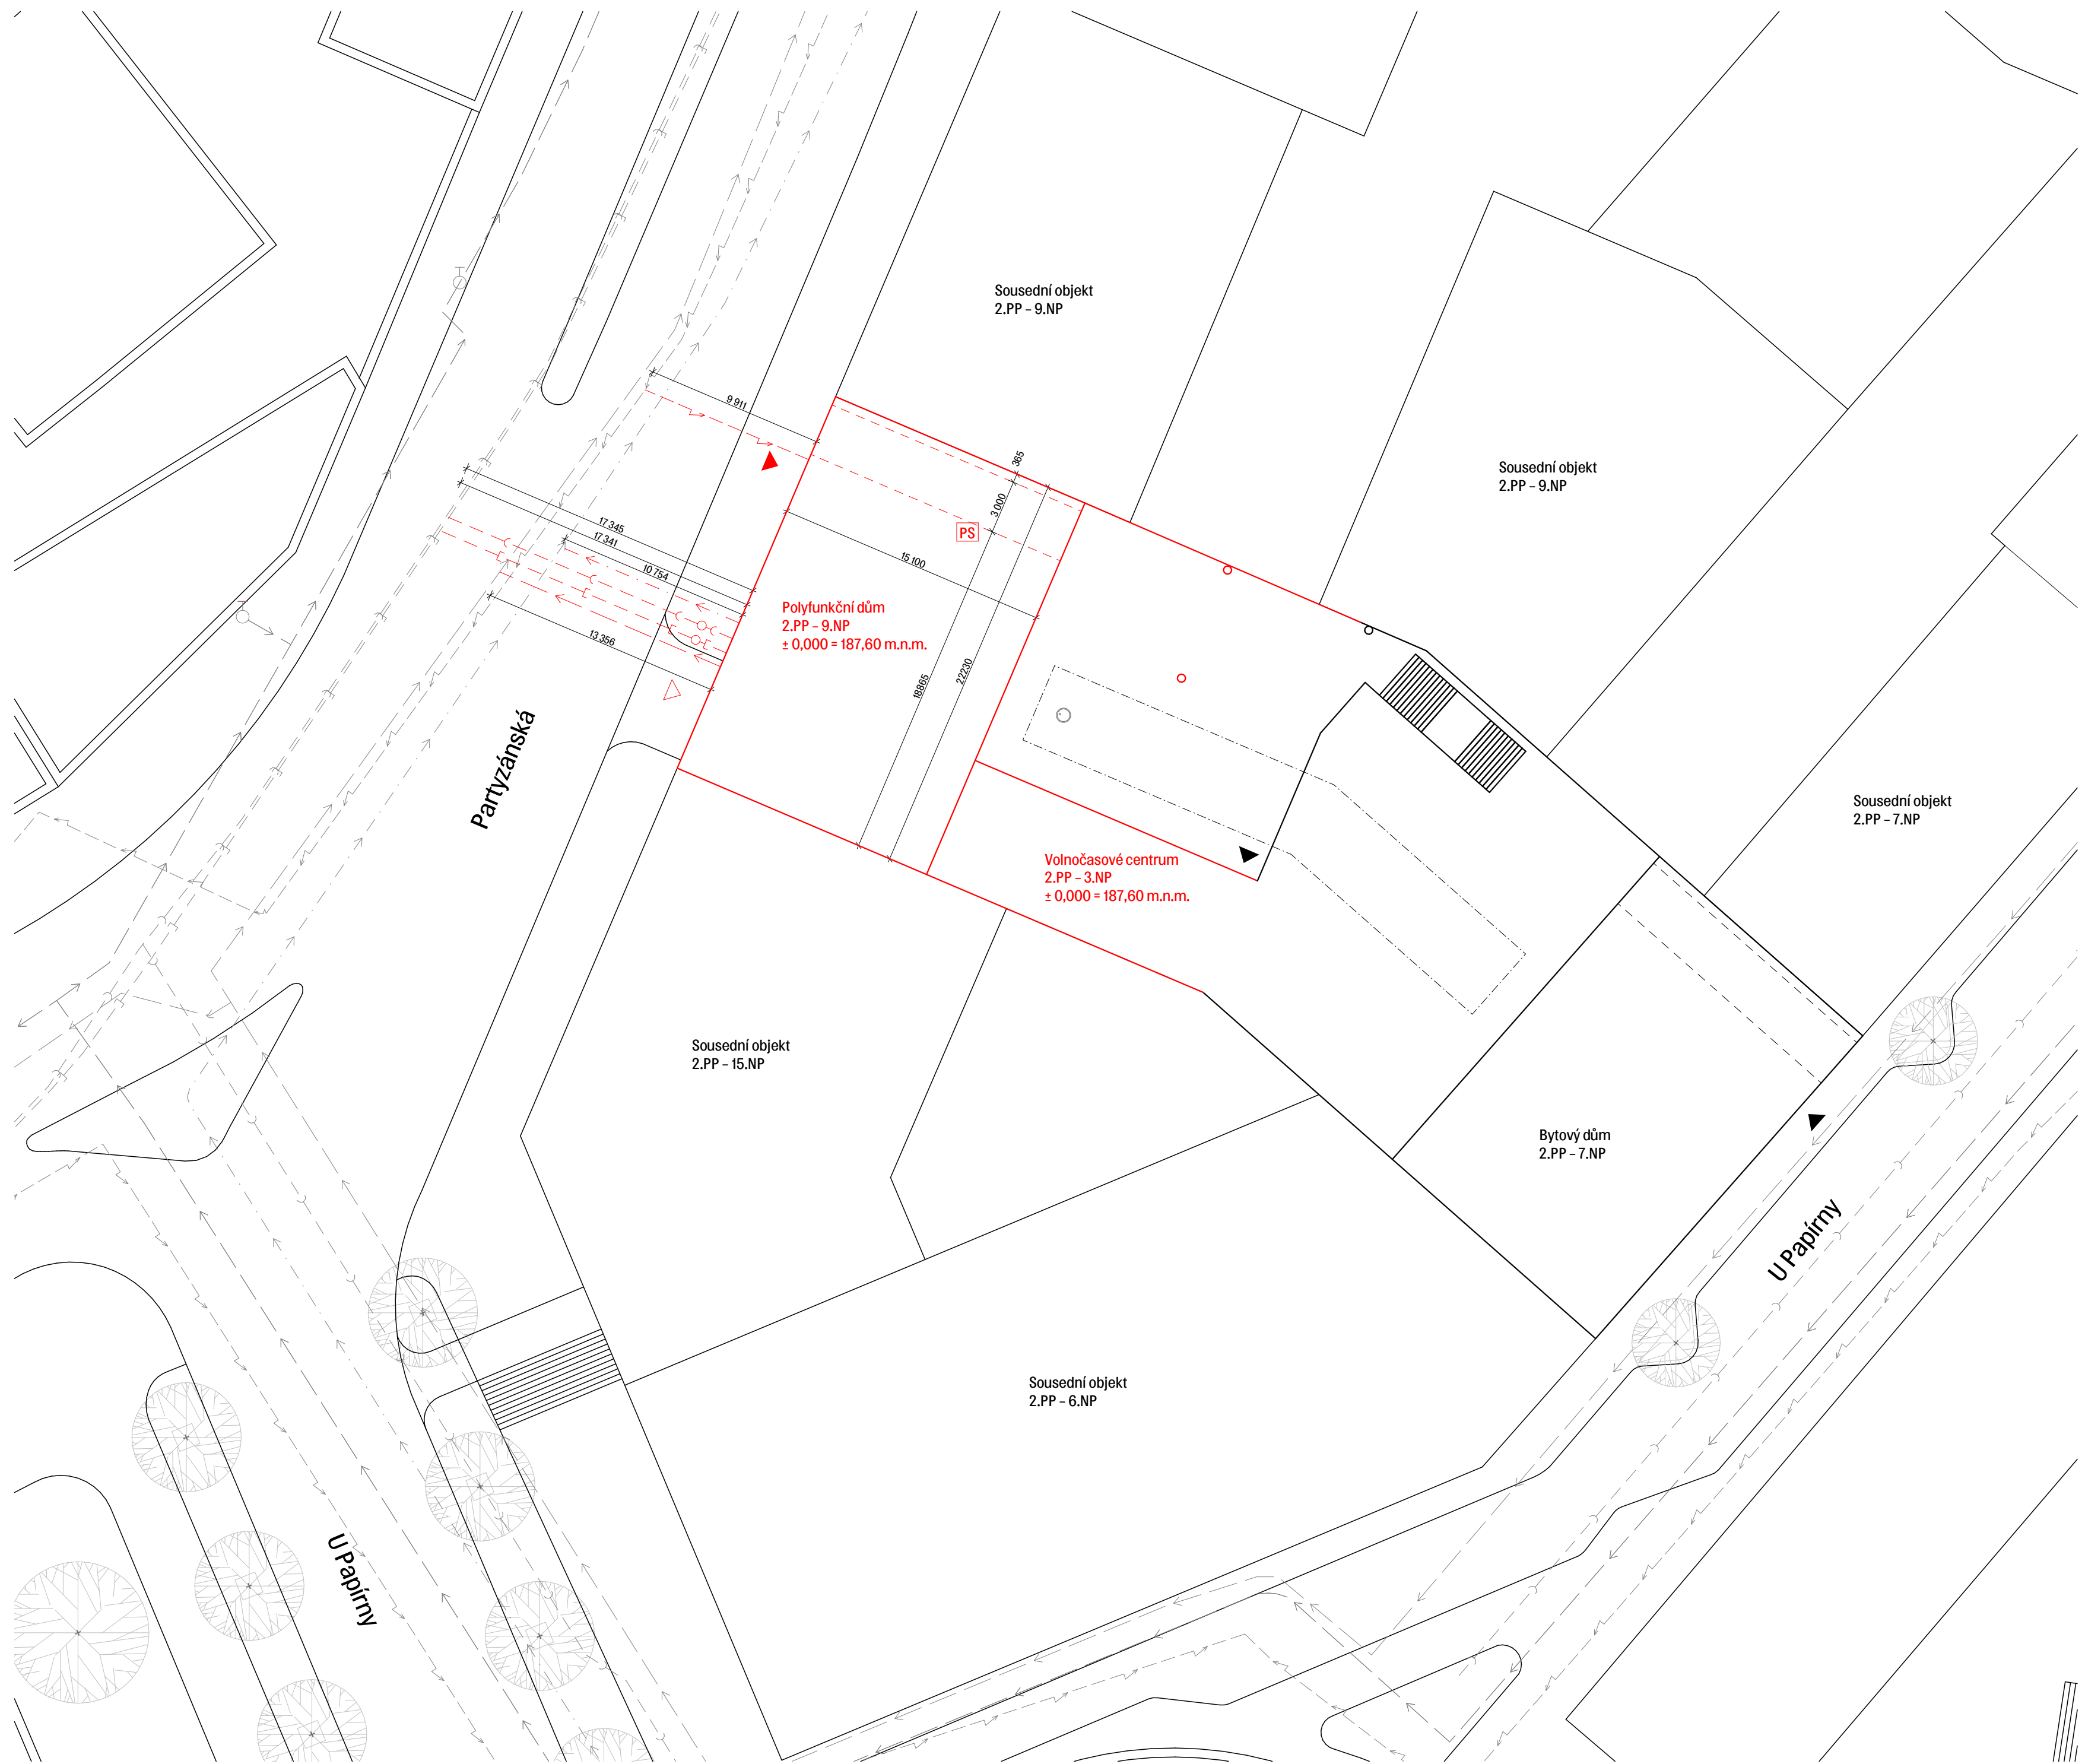 Sousední objekt
2.PP – 9.NP
Sousední objekt
2.PP – 9.NP
9 911
365
3 000
PS
17 345
17 341
10 754
15 100
13 356
Polyfunkční dům
2.PP – 9.NP
± 0,000 = 187,60 m.n.m.
18865
22230
Partyzánská
Sousední objekt
2.PP – 7.NP
Volnočasové centrum
2.PP – 3.NP
± 0,000 = 187,60 m.n.m.
Sousední objekt
2.PP – 15.NP
Bytový dům
2.PP – 7.NP
U Papírny
Sousední objekt
2.PP – 6.NP
U Papírny